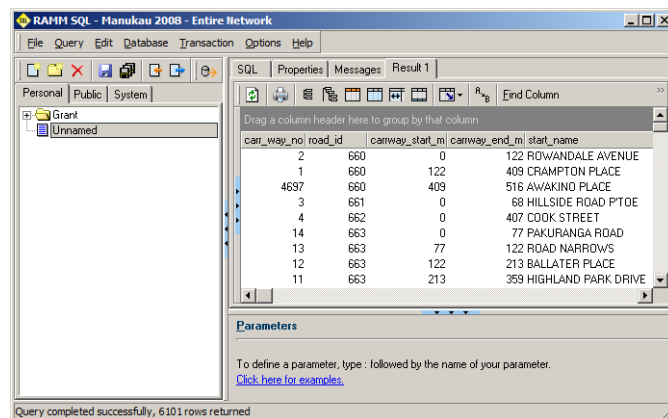 RAMM SQL - Manukau 2008 - Entire Network
File Query Edit Database Transaction Options Help
Personal Public System
Grant
Unnamed
SQL Properties Messages Result 1
Find Column
Drag a column header here to group by that column
carr_way_no road_id carrway_start_m carrway_end_m start_name
2 660 0 122 ROWANDALE AVENUE
1 660 122 409 CRAMPTON PLACE
4697 660 409 516 AWAKINO PLACE
3 661 0 68 HILLSIDE ROAD P'TOE
4 662 0 407 COOK STREET
14 663 0 77 PAKURANGA ROAD
13 663 77 122 ROAD NARROWS
12 663 122 213 BALLATER PLACE
11 663 213 359 HIGHLAND PARK DRIVE
Parameters
To define a parameter, type : followed by the name of your parameter.
Click here for examples.
Query completed successfully, 6101 rows returned